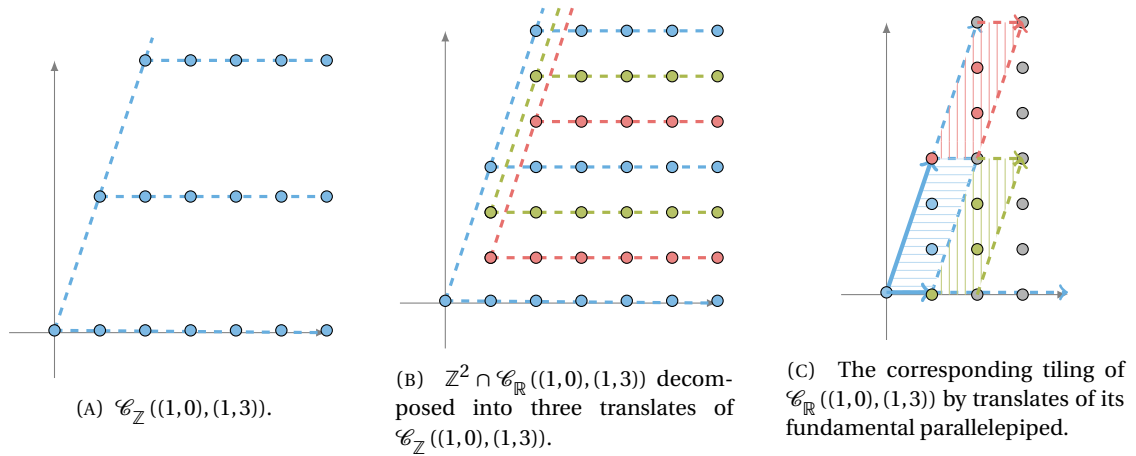 (A) 𝒞_ℤ ((1,0),(1,3)).
(B) ℤ² ∩ 𝒞_ℝ ((1,0),(1,3)) decom-
posed into three translates of
𝒞_ℤ ((1,0),(1,3)).
(C) The corresponding tiling of
𝒞_ℝ ((1,0),(1,3)) by translates of its
fundamental parallelepiped.